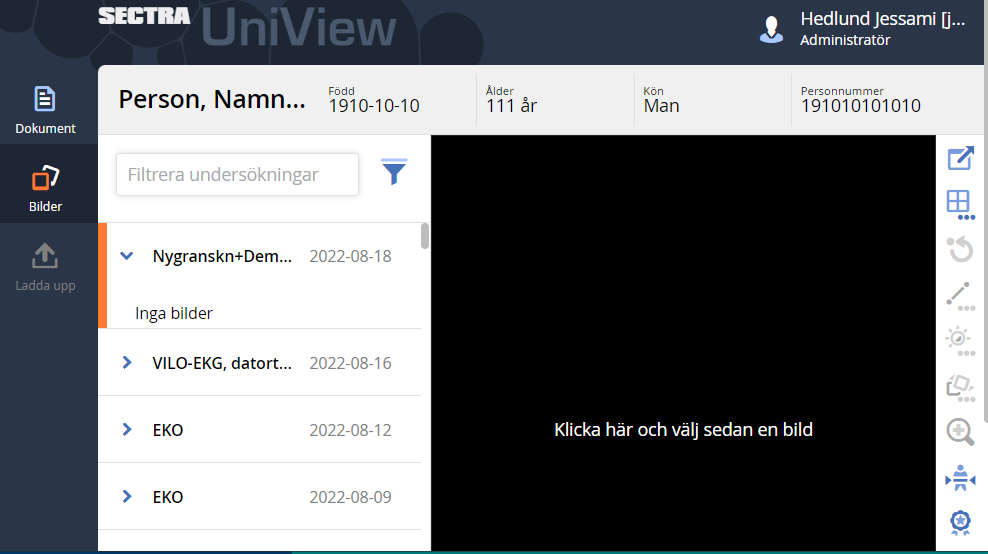 SECTRA
UniView
Hedlund Jessami [j...
Administratör
Dokument
Bilder
Ladda upp
Person, Namn...
Född
1910-10-10
Ålder
111 år
Kön
Man
Personnummer
191010101010
Filtrera undersökningar
Nygranskn+Dem... 2022-08-18
Inga bilder
VILO-EKG, datort... 2022-08-16
EKO 2022-08-12
EKO 2022-08-09
Klicka här och välj sedan en bild